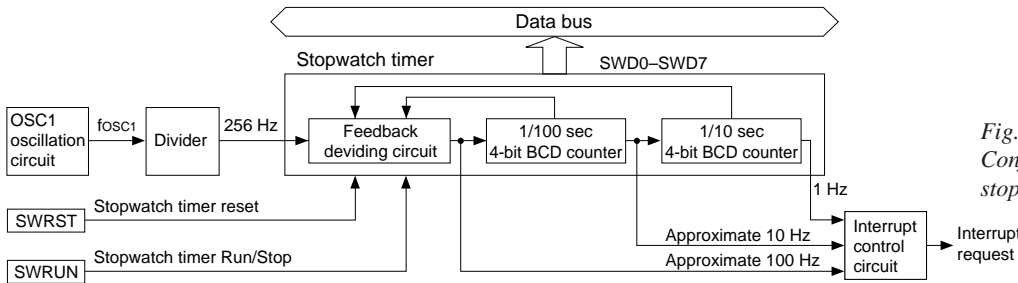 Data bus
Stopwatch timer
SWD0–SWD7
OSC1
oscillation
circuit
fOSC1
Divider
256 Hz
Feedback
deviding circuit
1/100 sec
4-bit BCD counter
1/10 sec
4-bit BCD counter
1 Hz
SWRST
Stopwatch timer reset
SWRUN
Stopwatch timer Run/Stop
Approximate 10 Hz
Approximate 100 Hz
Interrupt
control
circuit
Interrupt
request
Fig.
stop